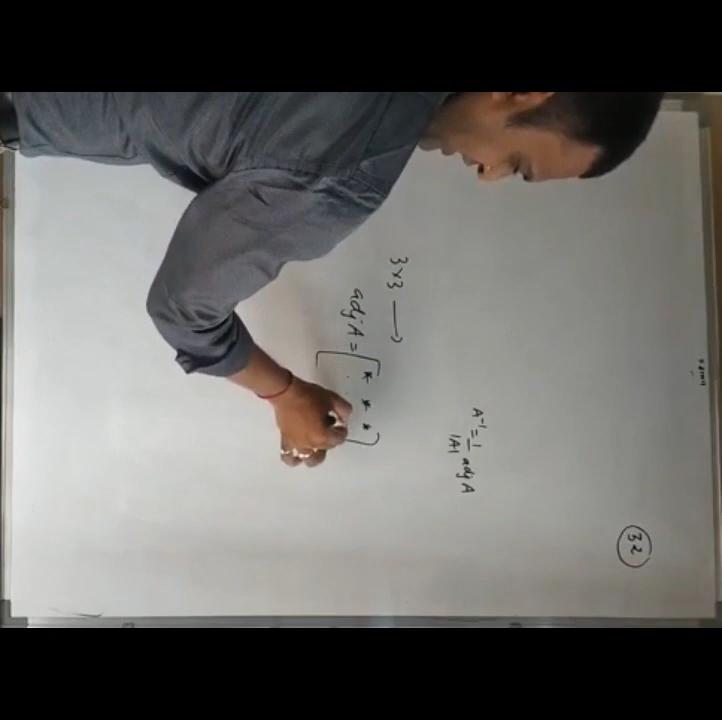 32
A⁻¹ = 1/|A| adj A
3×3 →
adj A = [ * * * ]